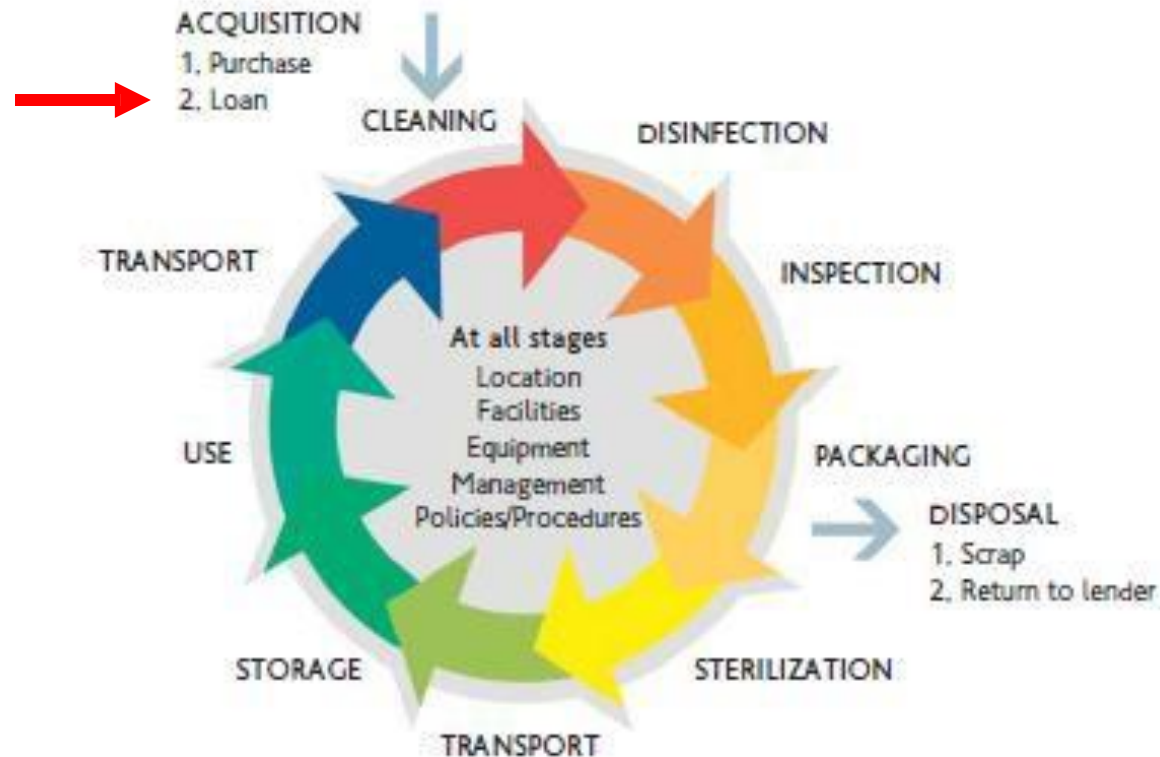 ACQUISITION
1. Purchase
2. Loan
CLEANING
DISINFECTION
INSPECTION
PACKAGING
DISPOSAL
1. Scrap
2. Return to lender
STERILIZATION
TRANSPORT
STORAGE
USE
TRANSPORT
At all stages
Location
Facilities
Equipment
Management
Policies/Procedures